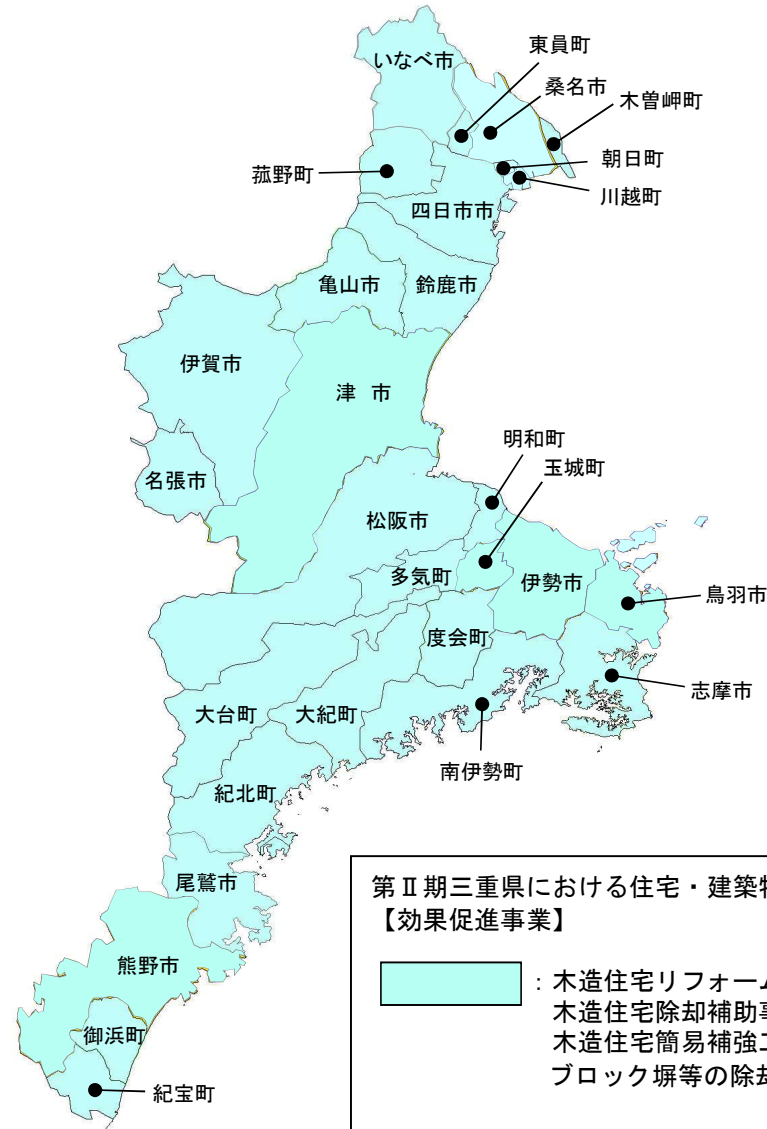 東員町
いなべ市
桑名市
木曽岬町
朝日町
菰野町
川越町
四日市市
亀山市
鈴鹿市
伊賀市
津 市
明和町
玉城町
名張市
松阪市
多気町
伊勢市
鳥羽市
度会町
志摩市
大台町
大紀町
南伊勢町
紀北町
尾鷲市
熊野市
御浜町
紀宝町
第Ⅱ期三重県における住宅・建築物
【効果促進事業】
：木造住宅リフォーム
木造住宅除却補助事
木造住宅簡易補強工
ブロック塀等の除却